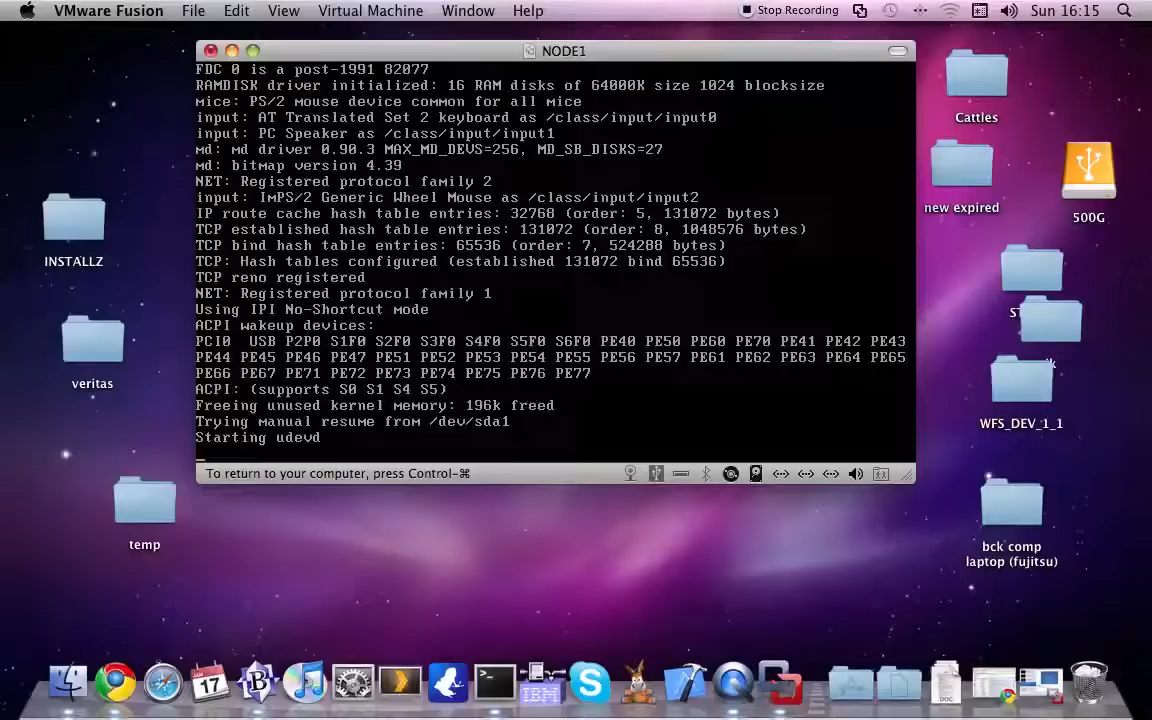 VMware Fusion File Edit View Virtual Machine Window Help Stop Recording Sun 16:15
NODE1
FDC 0 is a post-1991 82077
RAMDISK driver initialized: 16 RAM disks of 64000K size 1024 blocksize
mice: PS/2 mouse device common for all mice
input: AT Translated Set 2 keyboard as /class/input/input0
input: PC Speaker as /class/input/input1
md: md driver 0.90.3 MAX_MD_DEVS=256, MD_SB_DISKS=27
md: bitmap version 4.39
NET: Registered protocol family 2
input: ImPS/2 Generic Wheel Mouse as /class/input/input2
IP route cache hash table entries: 32768 (order: 5, 131072 bytes)
TCP established hash table entries: 131072 (order: 8, 1048576 bytes)
TCP bind hash table entries: 65536 (order: 7, 524288 bytes)
TCP: Hash tables configured (established 131072 bind 65536)
TCP reno registered
NET: Registered protocol family 1
Using IPI No-Shortcut mode
ACPI wakeup devices:
PCI0 USB P2P0 S1F0 S2F0 S3F0 S4F0 S5F0 S6F0 PE40 PE50 PE60 PE70 PE41 PE42 PE43
PE44 PE45 PE46 PE47 PE51 PE52 PE53 PE54 PE55 PE56 PE57 PE61 PE62 PE63 PE64 PE65
PE66 PE67 PE71 PE72 PE73 PE74 PE75 PE76 PE77
ACPI: (supports S0 S1 S4 S5)
Freeing unused kernel memory: 196k freed
Trying manual resume from /dev/sda1
Starting udevd
To return to your computer, press Control-⌘
INSTALLZ
veritas
temp
Cattles
new expired
500G
WFS_DEV_1_1
bck comp
laptop (fujitsu)
JAN
17
DOC